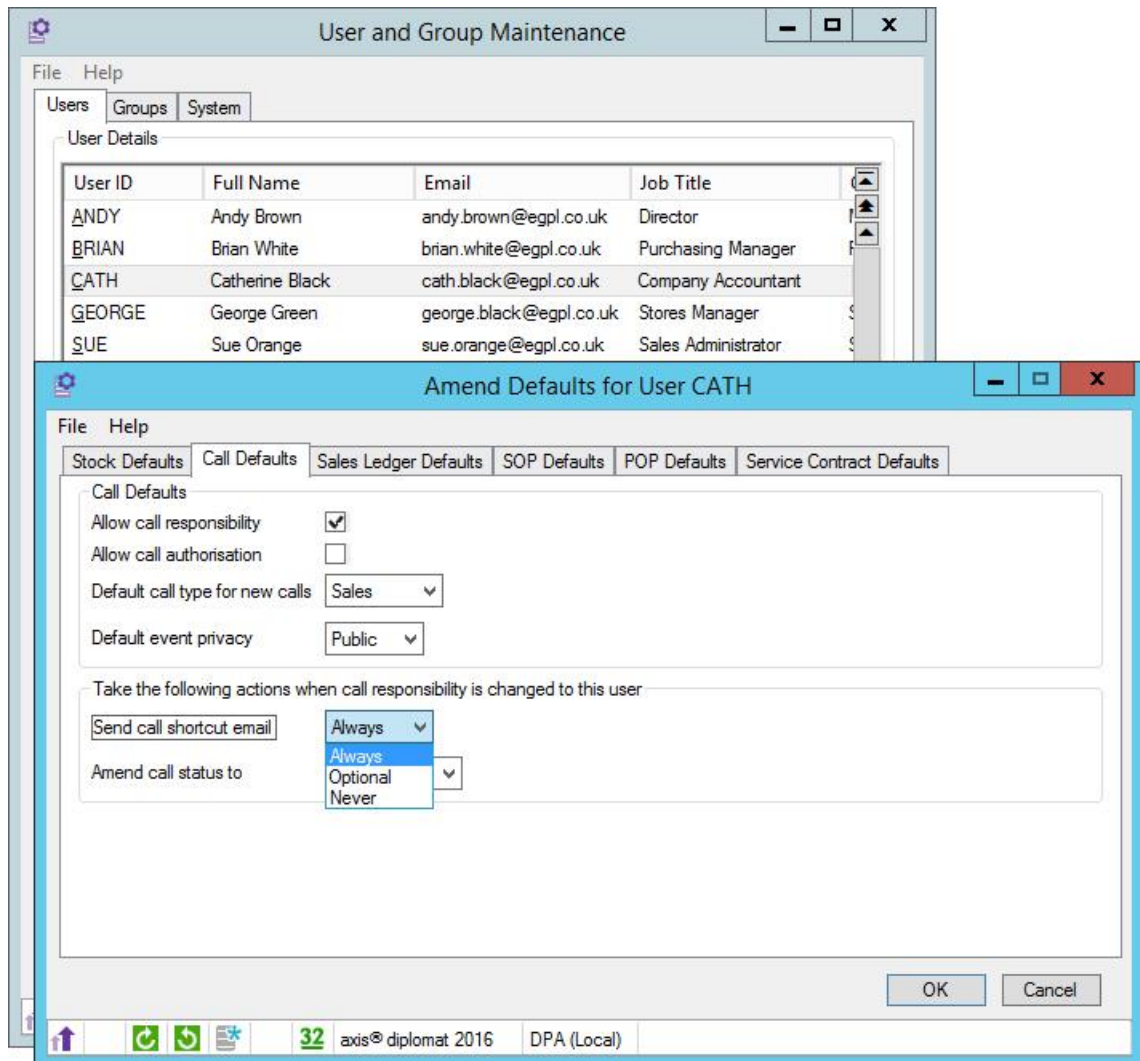 User and Group Maintenance
File Help
Users Groups System
User Details
User ID Full Name Email Job Title
ANDY Andy Brown andy.brown@egpl.co.uk Director
BRIAN Brian White brian.white@egpl.co.uk Purchasing Manager
CATH Catherine Black cath.black@egpl.co.uk Company Accountant
GEORGE George Green george.black@egpl.co.uk Stores Manager
SUE Sue Orange sue.orange@egpl.co.uk Sales Administrator
Amend Defaults for User CATH
File Help
Stock Defaults Call Defaults Sales Ledger Defaults SOP Defaults POP Defaults Service Contract Defaults
Call Defaults
Allow call responsibility
Allow call authorisation
Default call type for new calls Sales
Default event privacy Public
Take the following actions when call responsibility is changed to this user
Send call shortcut email Always
Always
Amend call status to Optional
Never
OK Cancel
32 axis® diplomat 2016 DPA (Local)